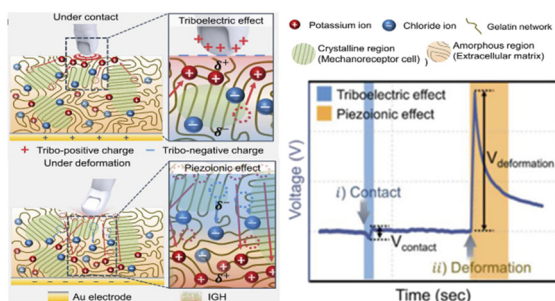 Under contact
Triboelectric effect
δ+
δ−
+ Tribo-positive charge − Tribo-negative charge
Under deformation
Piezoionic effect
δ−
δ+
Au electrode IGH
Potassium ion Chloride ion Gelatin network
Crystalline region
(Mechanoreceptor cell)
Amorphous region
(Extracellular matrix)
)
Triboelectric effect
Piezoionic effect
Voltage (V)
i) Contact
Vcontact
Vdeformation
ii) Deformation
Time (sec)